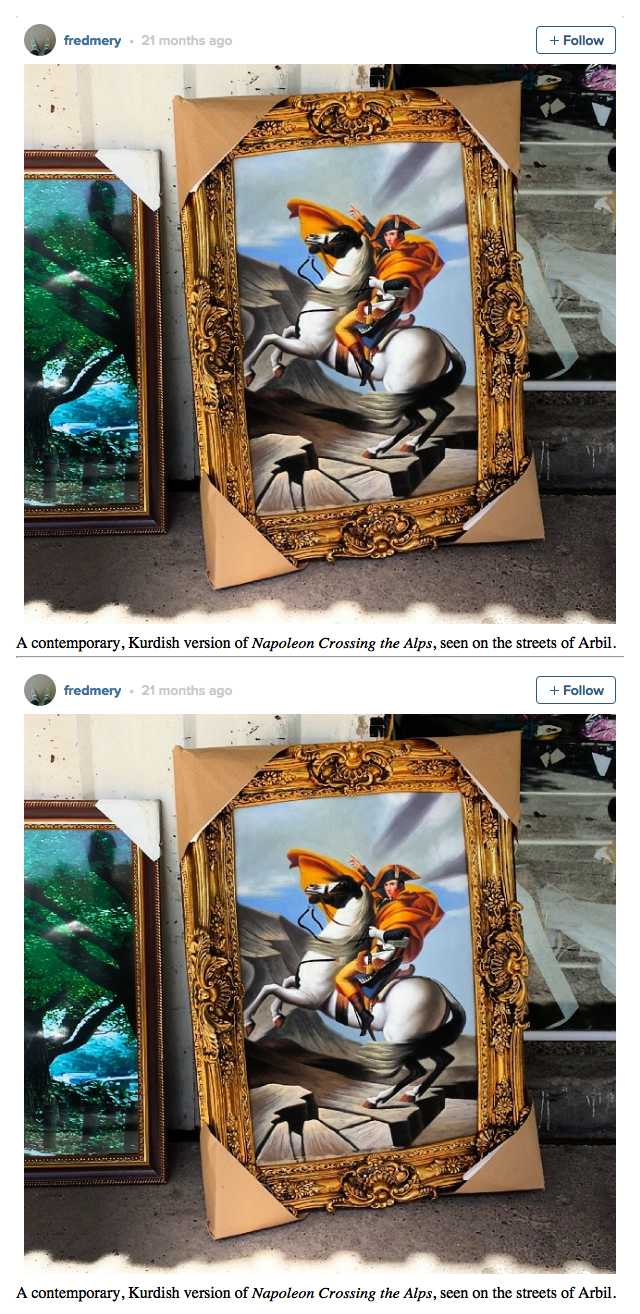 fredmery • 21 months ago + Follow
A contemporary, Kurdish version of Napoleon Crossing the Alps, seen on the streets of Arbil.
fredmery • 21 months ago + Follow
A contemporary, Kurdish version of Napoleon Crossing the Alps, seen on the streets of Arbil.